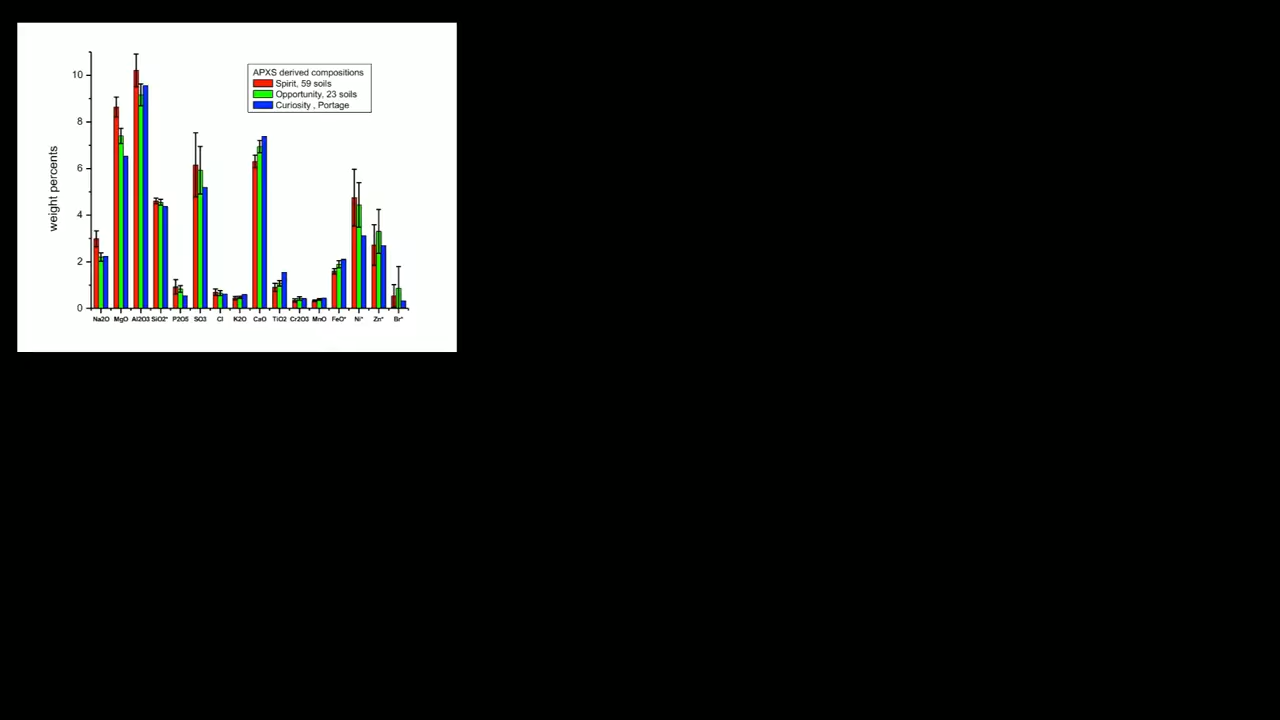 APXS derived compositions
Spirit, 59 soils
Opportunity, 23 soils
Curiosity , Portage
weight percents
10
8
6
4
2
0
Na2O MgO Al2O3 SiO2* P2O5 SO3 Cl K2O CaO TiO2 Cr2O3 MnO FeO* Ni* Zn* Br*